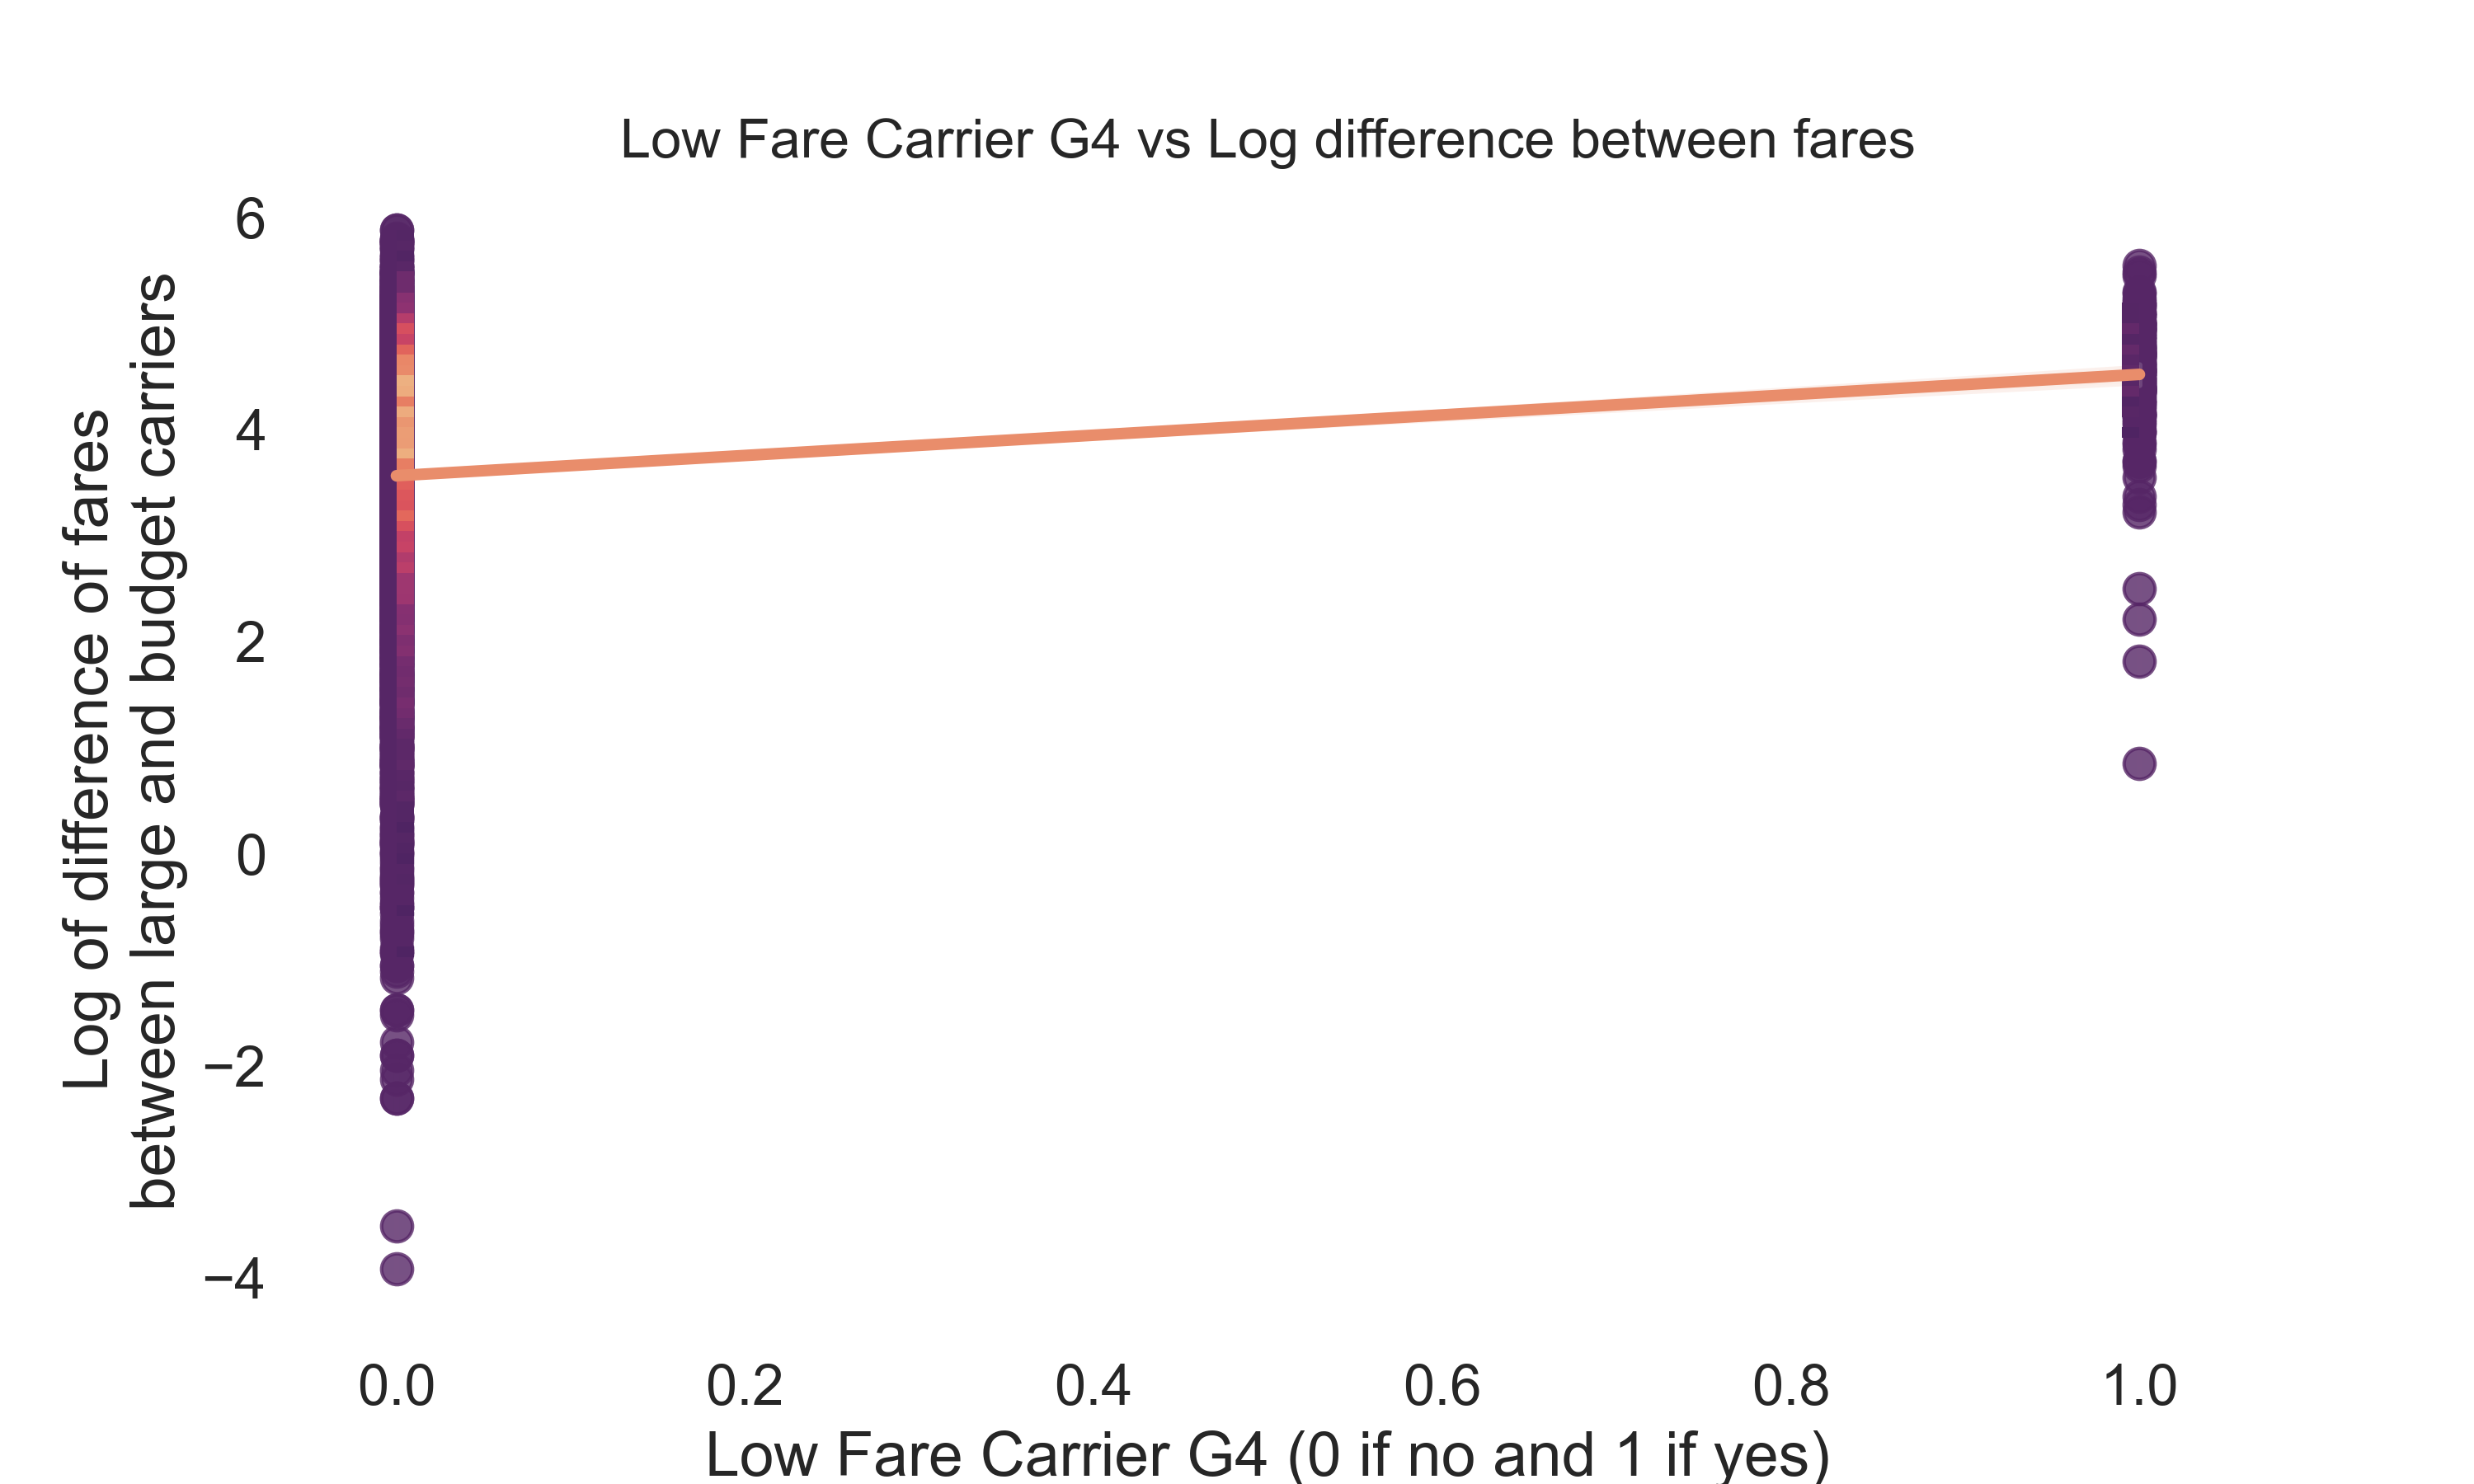 Low Fare Carrier G4 vs Log difference between fares
Log of difference of fares
between large and budget carriers
6
4
2
0
−2
−4
0.0 0.2 0.4 0.6 0.8 1.0
Low Fare Carrier G4 (0 if no and 1 if yes)